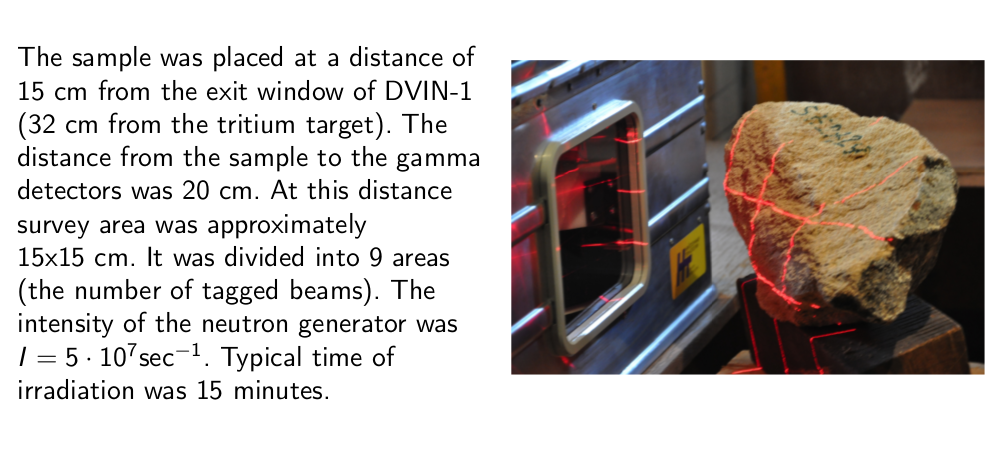 The sample was placed at a distance of
15 cm from the exit window of DVIN-1
(32 cm from the tritium target). The
distance from the sample to the gamma
detectors was 20 cm. At this distance
survey area was approximately
15x15 cm. It was divided into 9 areas
(the number of tagged beams). The
intensity of the neutron generator was
I = 5 · 10⁷sec⁻¹. Typical time of
irradiation was 15 minutes.